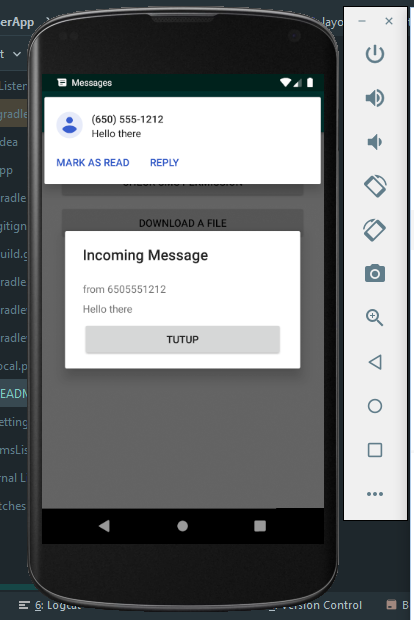 erApp
layo
Messages
(650) 555-1212
Hello there
MARK AS READ REPLY
DOWNLOAD A FILE
Incoming Message
from 6505551212
Hello there
TUTUP
t
Listen
gradle
dea
pp
radle
gitign
uild.g
radle
radle
radle
ocal.p
EADM
etting
msLis
rnal L
tches
6: Logcat
Version Control
B